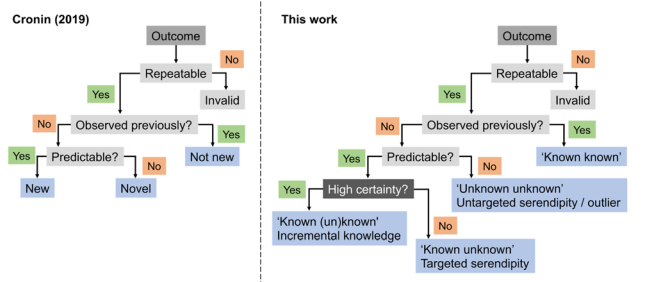 Cronin (2019)
Outcome
No
Repeatable
Yes
Invalid
No
Observed previously?
Yes
Yes
Predictable?
No
Not new
New
Novel
This work
Outcome
No
Repeatable
Yes
Invalid
No
Observed previously?
Yes
Yes
Predictable?
No
‘Known known’
Yes
High certainty?
‘Unknown unknown’
Untargeted serendipity / outlier
‘Known (un)known’
Incremental knowledge
No
‘Known unknown’
Targeted serendipity